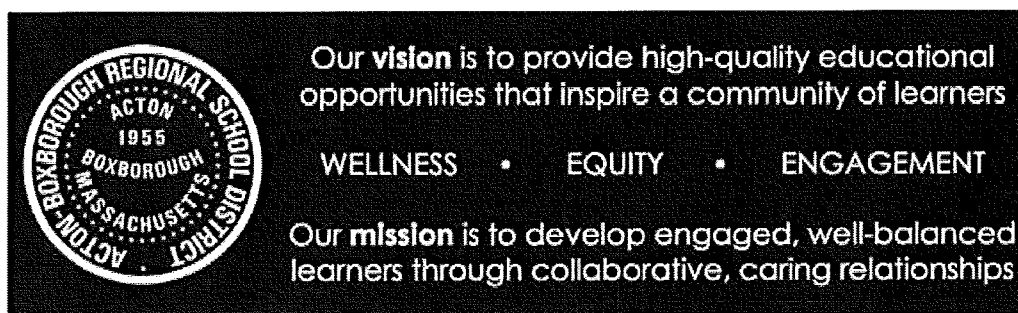 ACTON-BOXBOROUGH REGIONAL SCHOOL DISTRICT ·
ACTON
1955
BOXBOROUGH
MASSACHUSETTS
Our vision is to provide high-quality educational
opportunities that inspire a community of learners
WELLNESS • EQUITY • ENGAGEMENT
Our mission is to develop engaged, well-balanced
learners through collaborative, caring relationships